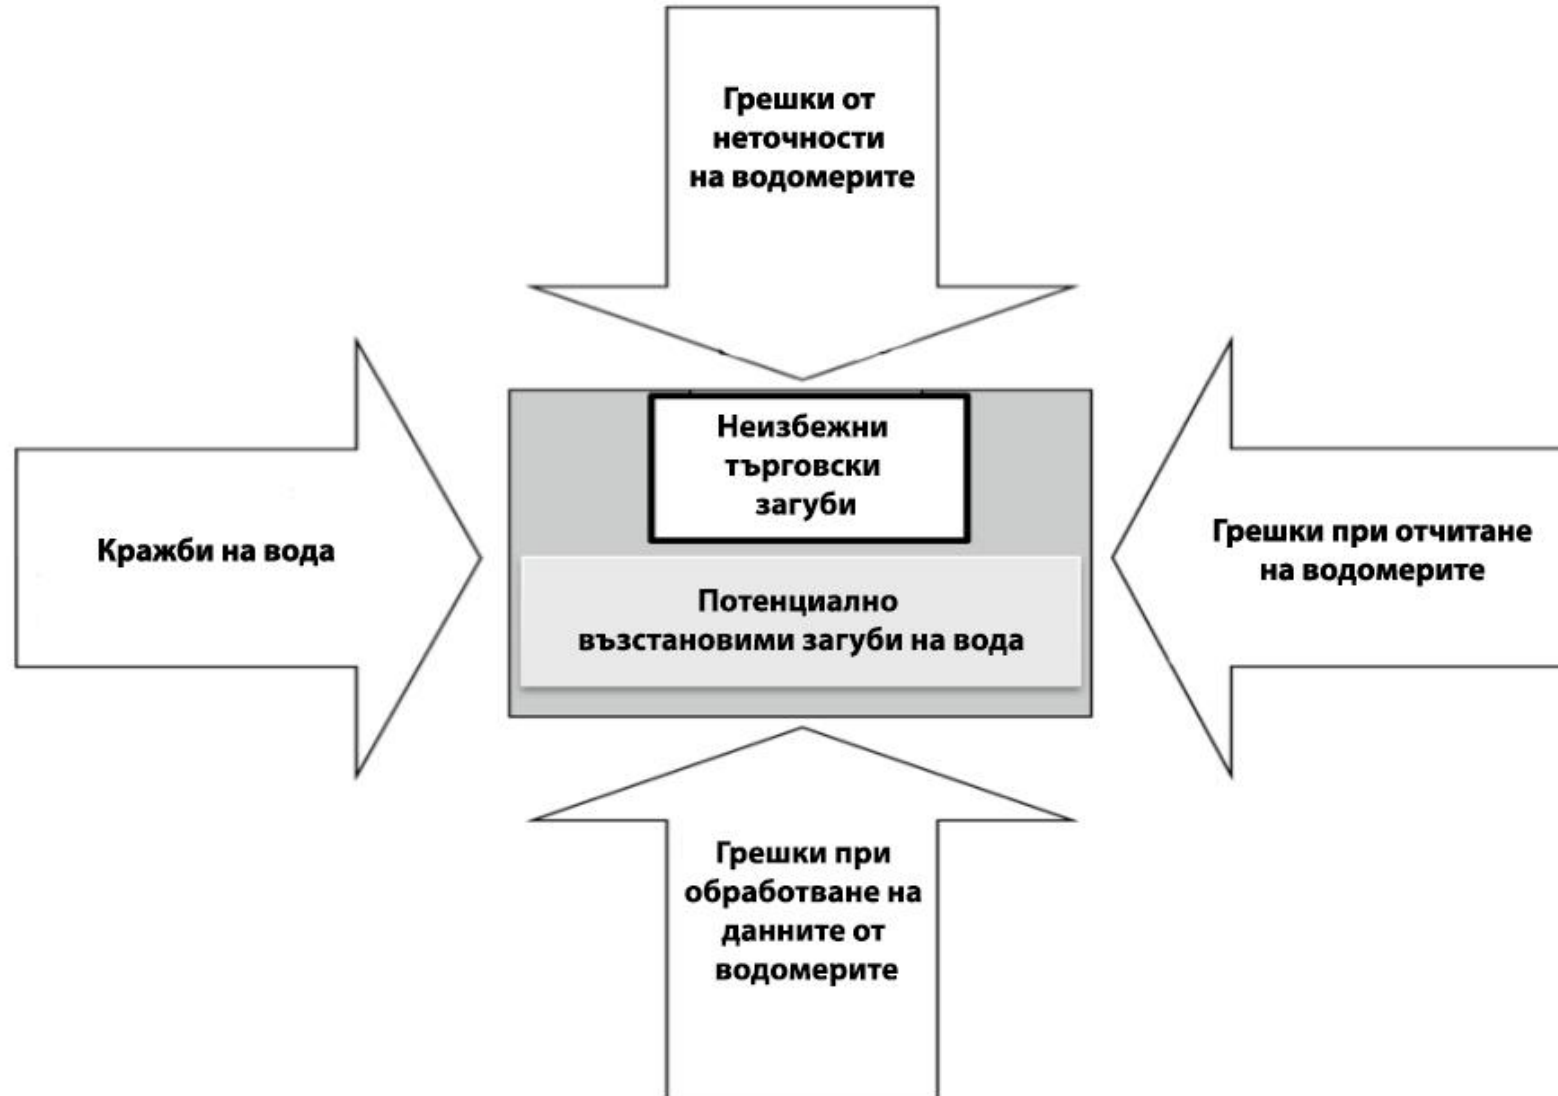 Грешки от
неточности
на водомерите
Неизбежни
търговски
загуби
Кражби на вода
Грешки при отчитане
на водомерите
Потенциално
възстановими загуби на вода
Грешки при
обработване на
данните от
водомерите